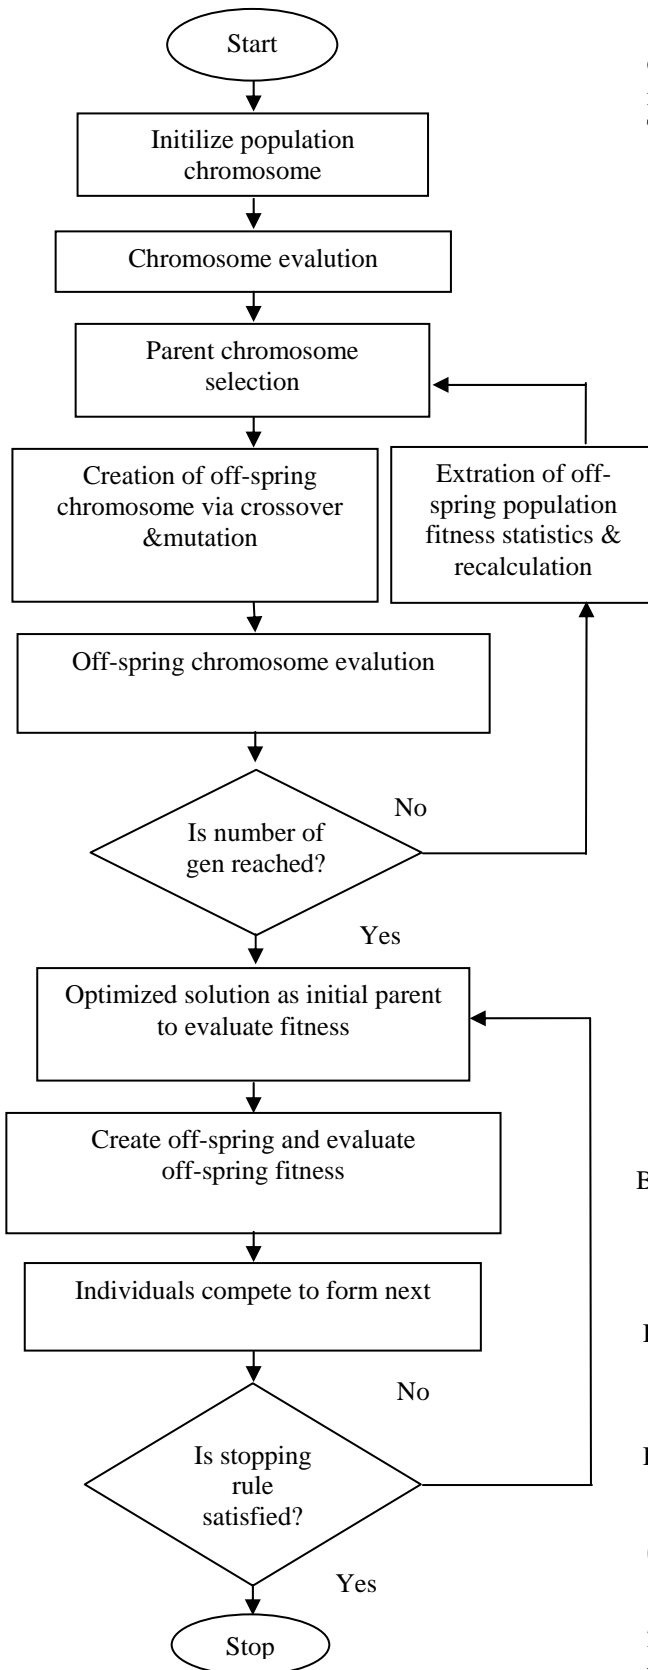 Start
Initilize population
chromosome
Chromosome evalution
Parent chromosome
selection
Creation of off-spring
chromosome via crossover
&mutation
Extration of off-
spring population
fitness statistics &
recalculation
Off-spring chromosome evalution
No
Is number of
gen reached?
Yes
Optimized solution as initial parent
to evaluate fitness
Create off-spring and evaluate
off-spring fitness
Individuals compete to form next
No
Is stopping
rule
satisfied?
Yes
Stop